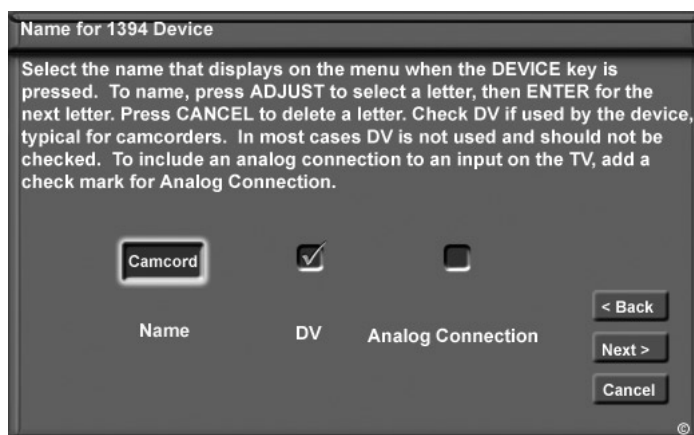 Name for 1394 Device
Select the name that displays on the menu when the DEVICE key is
pressed. To name, press ADJUST to select a letter, then ENTER for the
next letter. Press CANCEL to delete a letter. Check DV if used by the device,
typical for camcorders. In most cases DV is not used and should not be
checked. To include an analog connection to an input on the TV, add a
check mark for Analog Connection.
Camcord
Name DV Analog Connection
< Back
Next >
Cancel
©